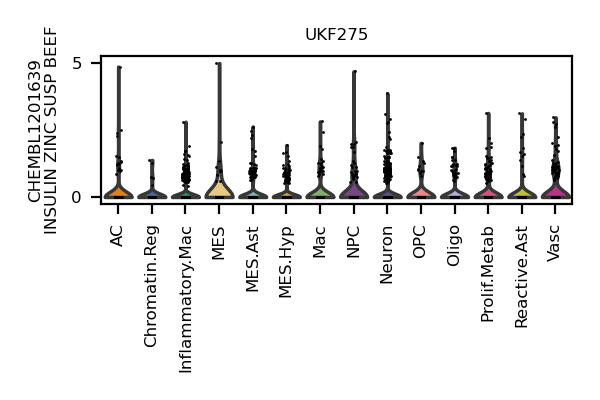 UKF275
CHEMBL1201639
INSULIN ZINC SUSP BEEF
5
0
AC
Chromatin.Reg
Inflammatory.Mac
MES
MES.Ast
MES.Hyp
Mac
NPC
Neuron
OPC
Oligo
Prolif.Metab
Reactive.Ast
Vasc